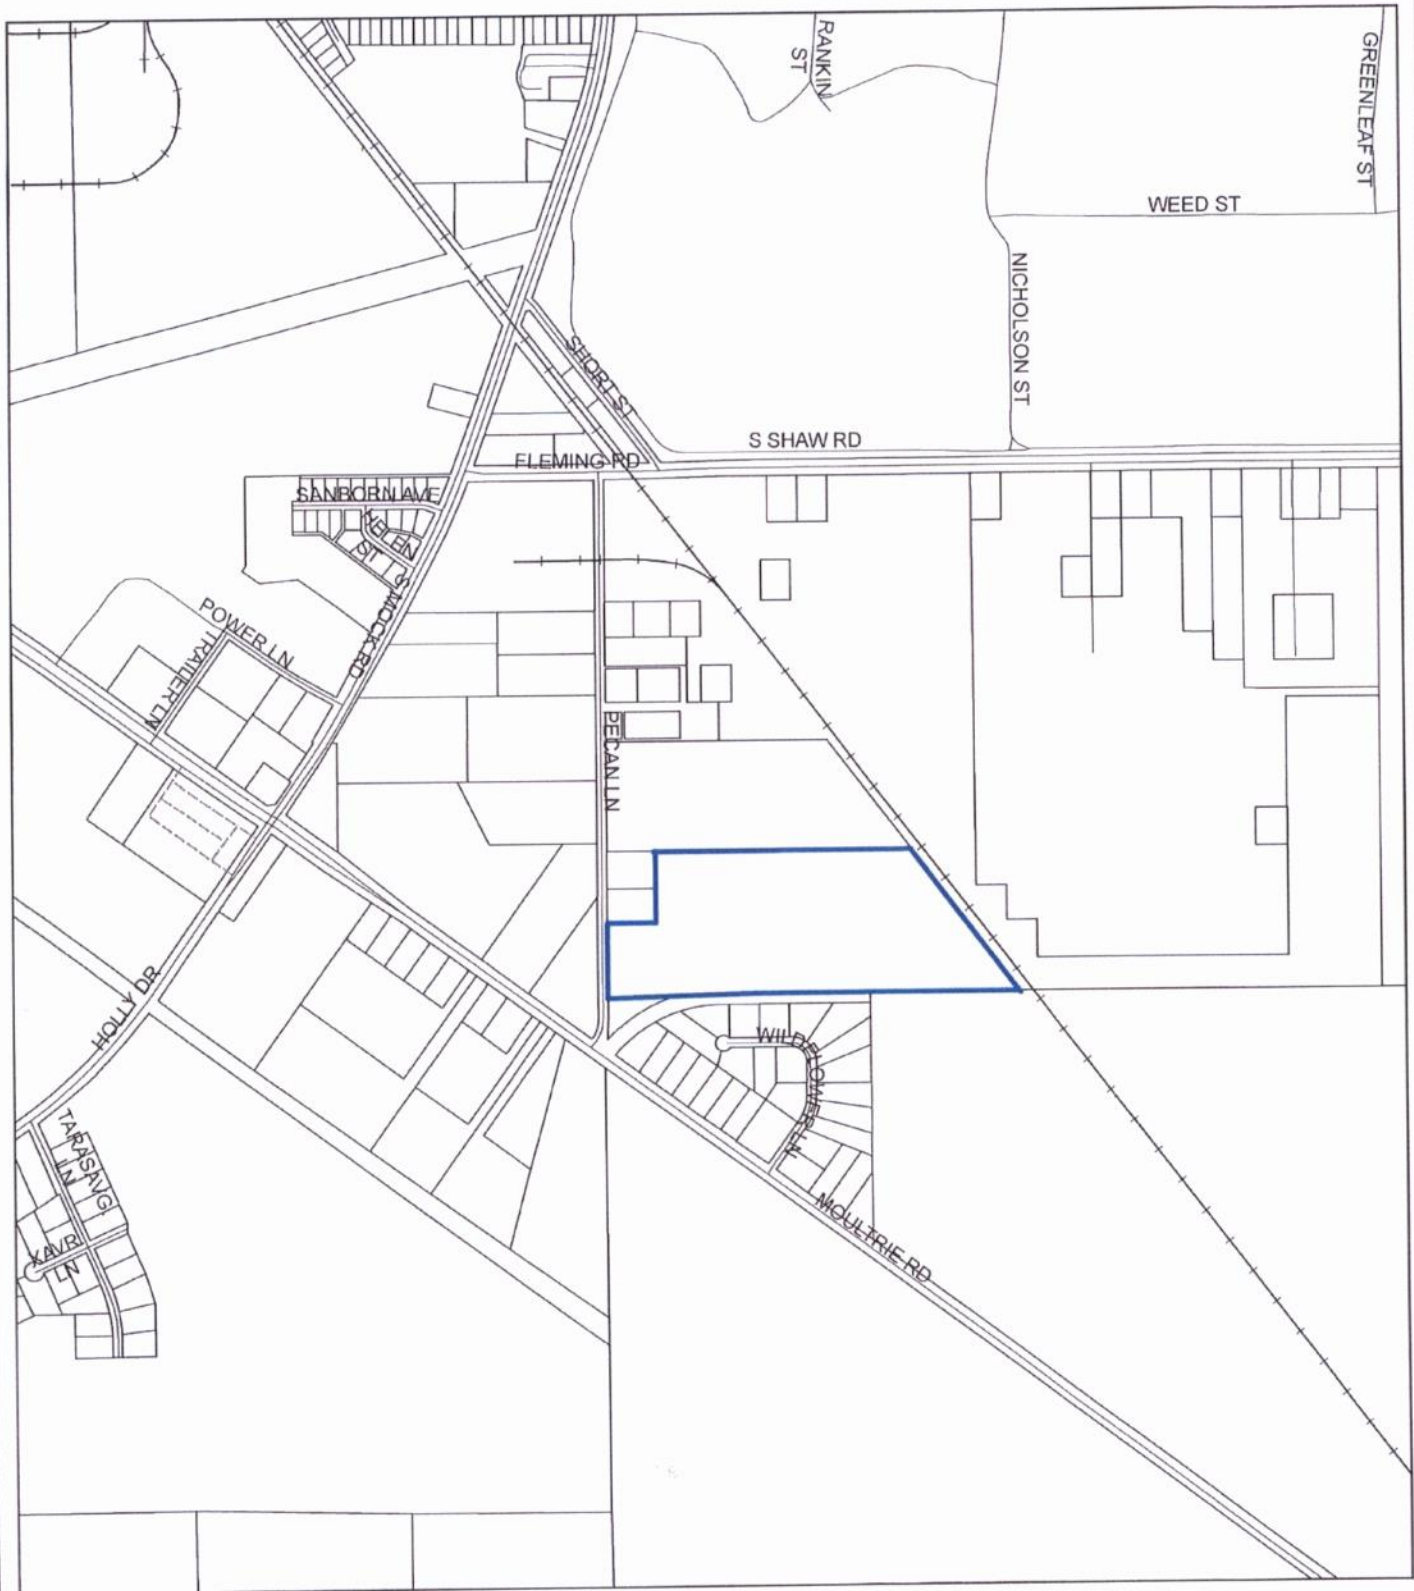 RANKIN
ST
GREENLEAF ST
WEED ST
NICHOLSON ST
SHORT ST
S SHAW RD
FLEMING RD
SANBORN AVE
HELEN
ST
S MOCK RD
POWER LN
TRAILER LN
PECAN LN
HOLLY DR
WILDFLOWER LN
TARASAVG.
LN
MOULTRIE RD
LN